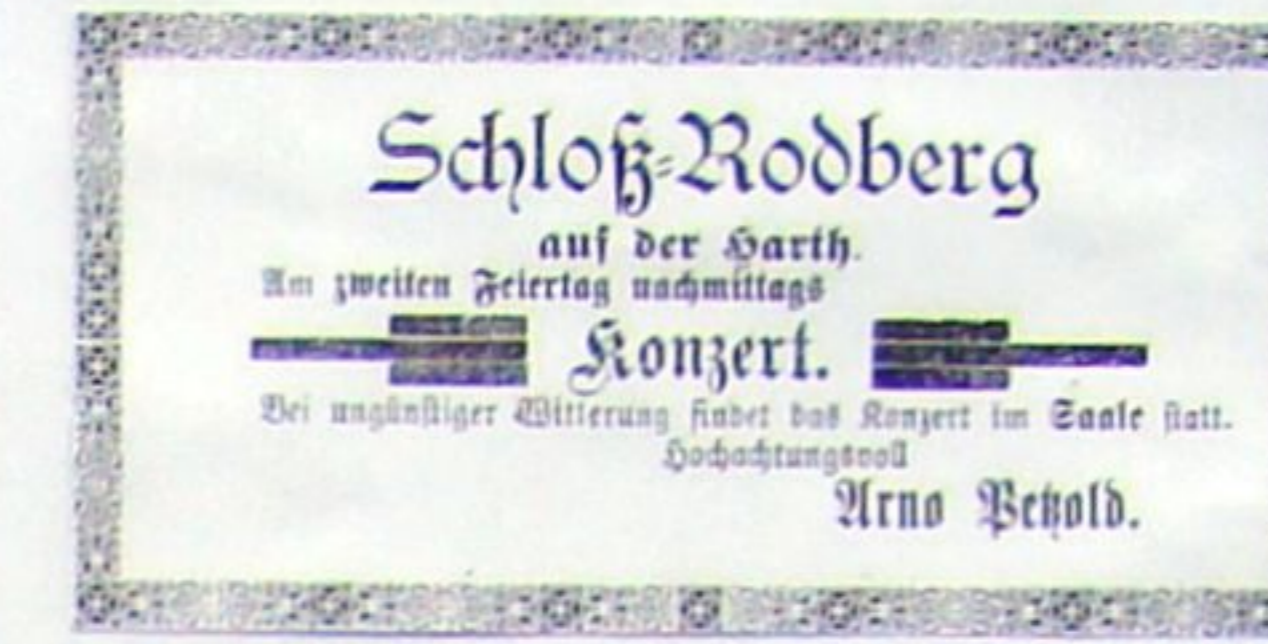 Schloß-Rodberg
auf der Harth.
Am zweiten Feiertag nachmittags
Konzert.
Bei ungünstiger Witterung findet das Konzert im Saale statt.
Hochachtungsvoll
Arno Petzold.